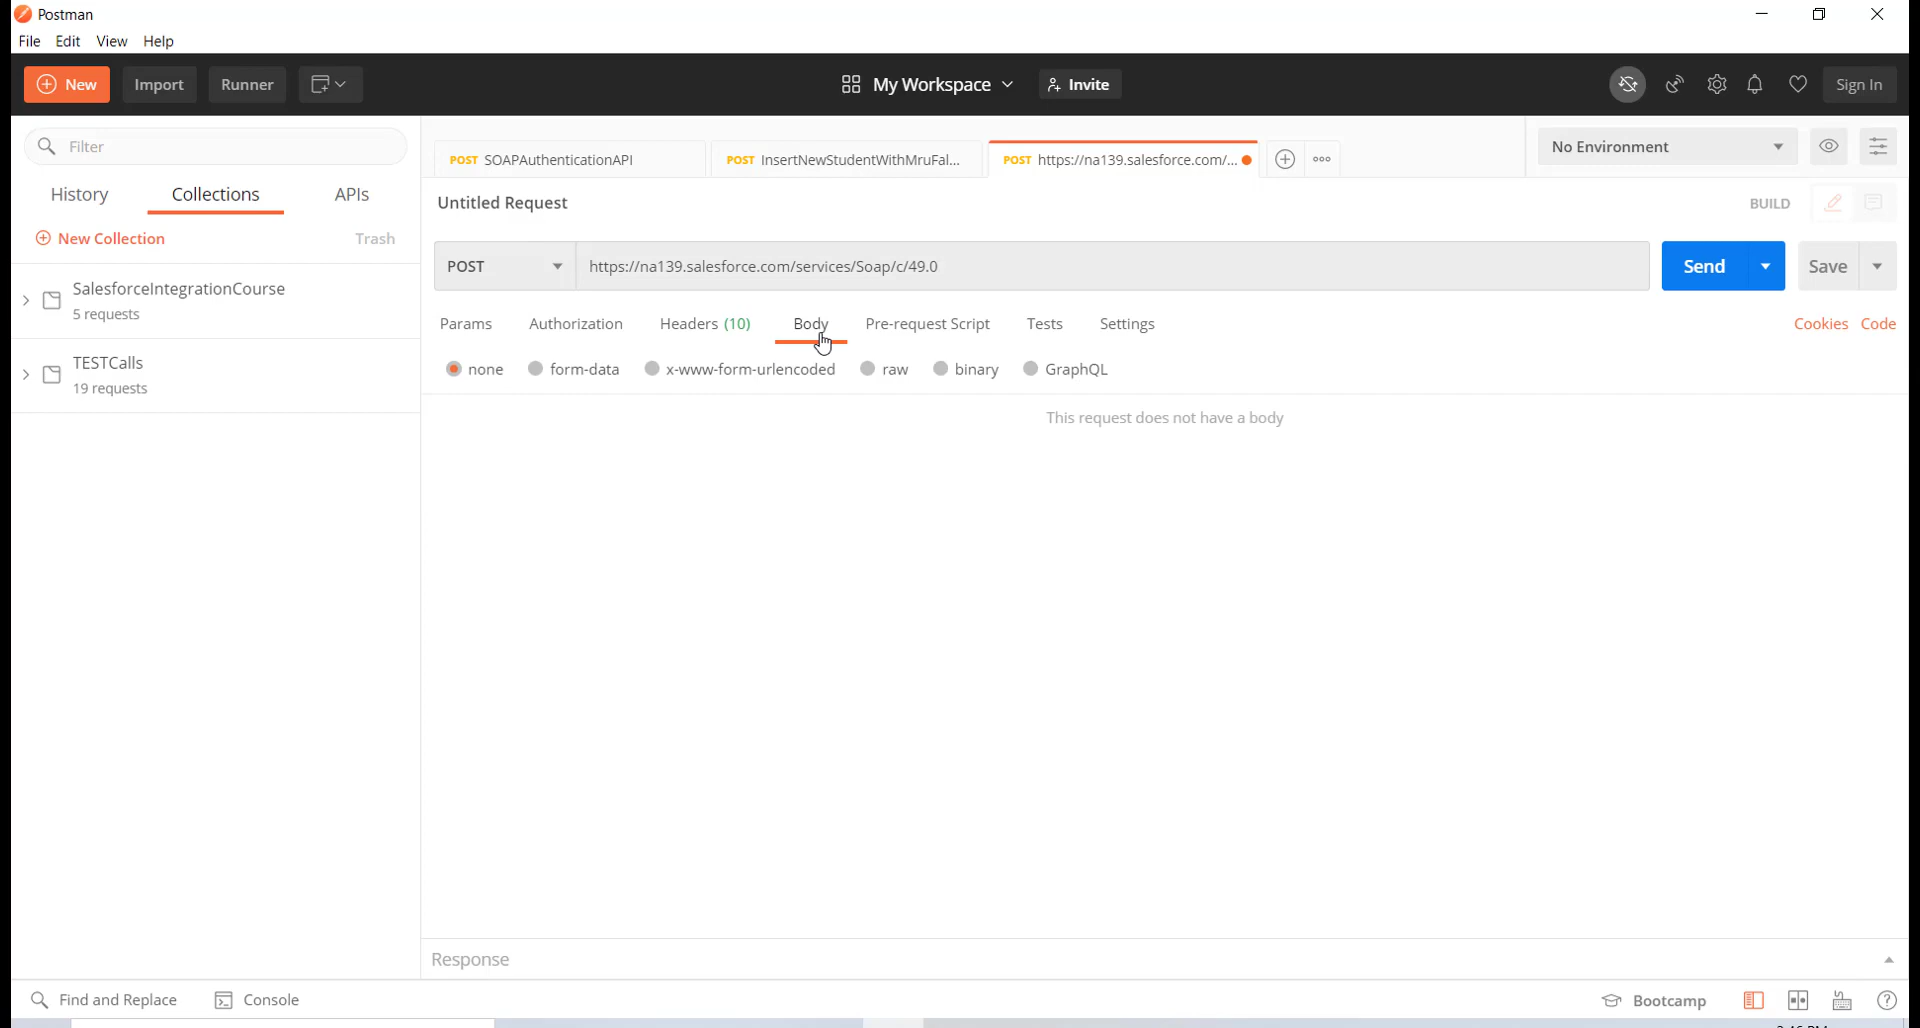 Postman
File Edit View Help
New Import Runner My Workspace Invite Sign In
Filter
History Collections APIs
New Collection Trash
SalesforceIntegrationCourse
5 requests
TESTCalls
19 requests
POST SOAPAuthenticationAPI POST InsertNewStudentWithMruFal... POST https://na139.salesforce.com/... No Environment
Untitled Request BUILD
POST https://na139.salesforce.com/services/Soap/c/49.0 Send Save
Params Authorization Headers (10) Body Pre-request Script Tests Settings Cookies Code
none form-data x-www-form-urlencoded raw binary GraphQL
This request does not have a body
Response
Find and Replace Console Bootcamp